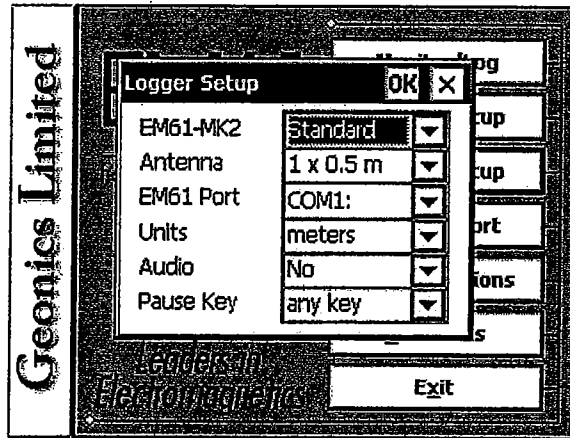 Geonics Limited
Logger Setup OK
EM61-MK2 Standard
Antenna 1 x 0.5 m
EM61 Port COM1:
Units meters
Audio No
Pause Key any key
Leaders in
Electromagnetics
Exit